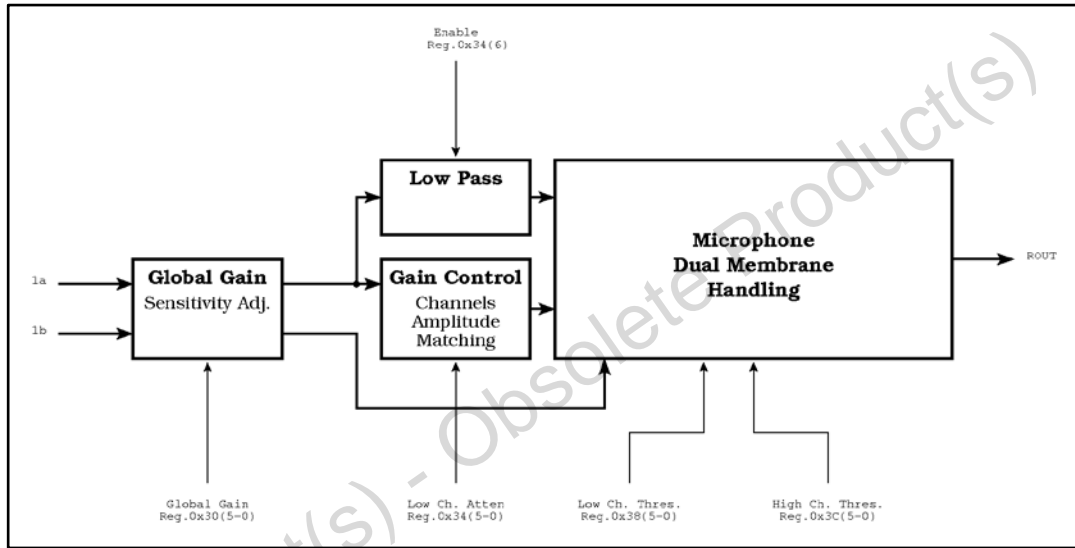 Enable
Reg.0x34(6)
Low Pass
Microphone
Dual Membrane
Handling
ROUT
1a
1b
Global Gain
Sensitivity Adj.
Gain Control
Channels
Amplitude
Matching
Global Gain
Reg.0x30(5-0)
Low Ch. Atten
Reg.0x34(5-0)
Low Ch. Thres.
Reg.0x38(5-0)
High Ch. Thres.
Reg.0x3C(5-0)
t(s) - Obsolete Product(s)